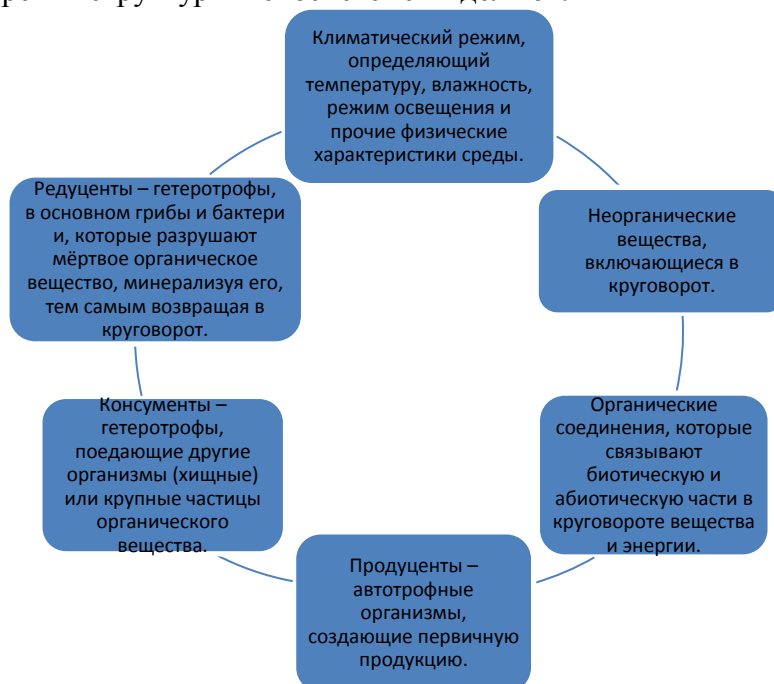 Климатический режим,
определяющий
температуру, влажность,
режим освещения и
прочие физические
характеристики среды.
Неорганические
вещества,
включающиеся в
круговорот.
Органические
соединения, которые
связывают
биотическую и
абиотическую части в
круговороте вещества
и энергии.
Продуценты –
автотрофные
организмы,
создающие первичную
продукцию.
Консументы –
гетеротрофы,
поедающие другие
организмы (хищные)
или крупные частицы
органического
вещества.
Редуценты – гетеротрофы,
в основном грибы и бактери
и, которые разрушают
мёртвое органическое
вещество, минерализуя его,
тем самым возвращая в
круговорот.